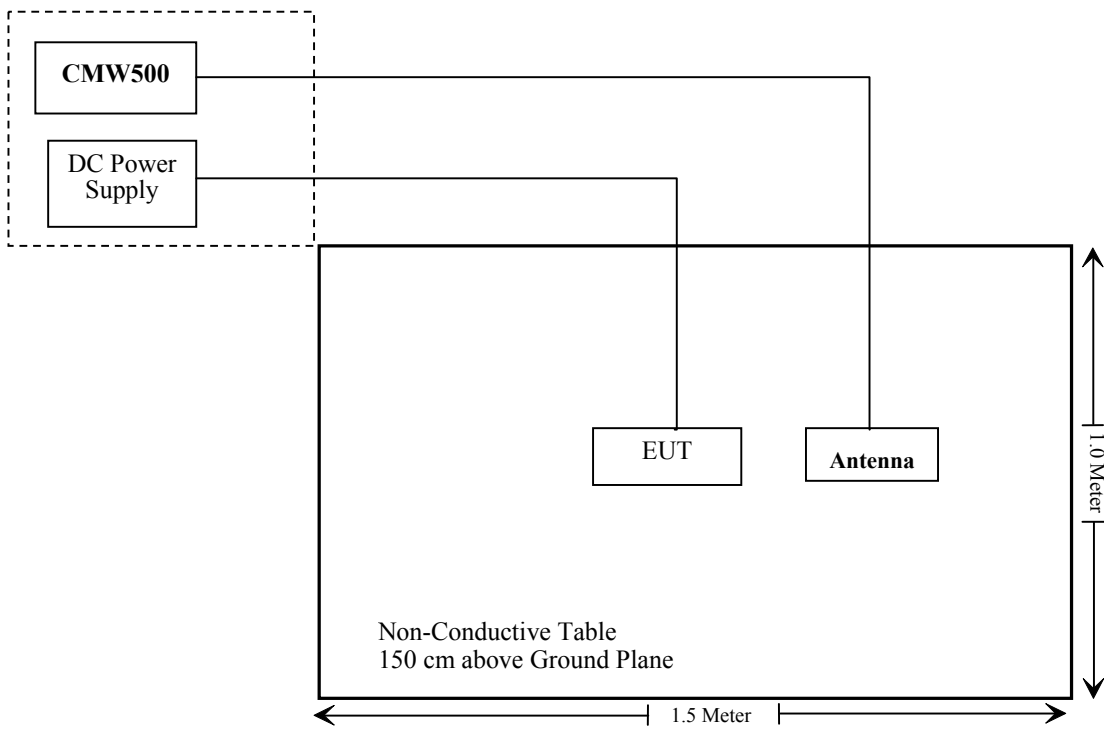 CMW500
DC Power
Supply
EUT
Antenna
1.0 Meter
Non-Conductive Table
150 cm above Ground Plane
1.5 Meter